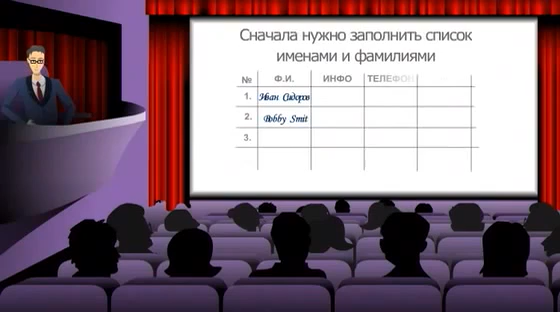 Сначала нужно заполнить список
именами и фамилиями
№ Ф.И. ИНФО ТЕЛЕФОН
1. Иван Сидоров
2. Bobby Smit
3.